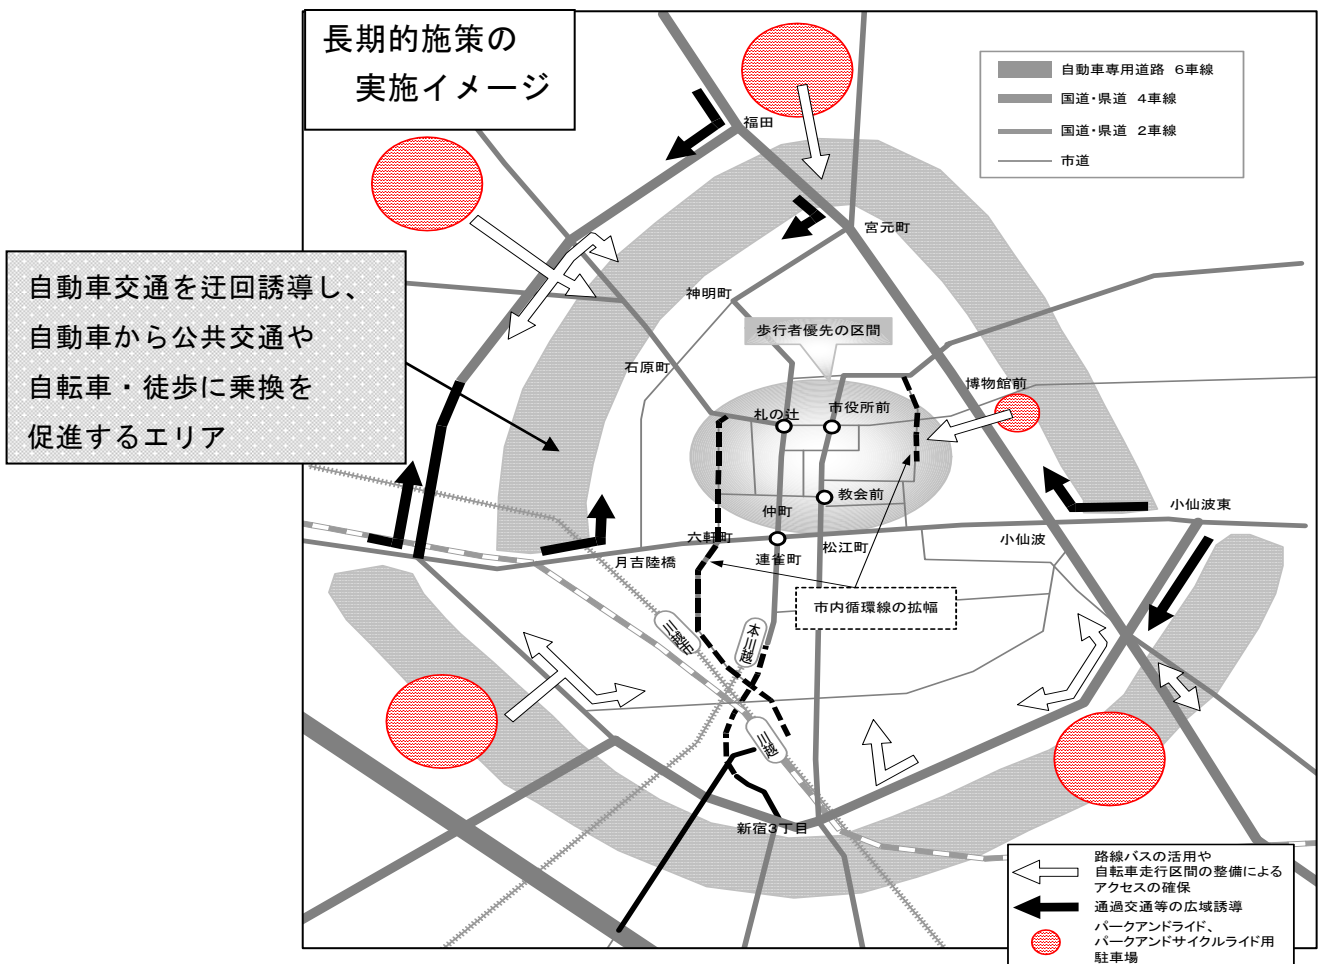 長期的施策の
実施イメージ
自動車専用道路 6車線
国道・県道 4車線
国道・県道 2車線
市道
福田
宮元町
自動車交通を迂回誘導し、
自動車から公共交通や
自転車・徒歩に乗換を
促進するエリア
神明町
歩行者優先の区間
石原町
博物館前
札の辻
市役所前
教会前
仲町
小仙波東
六軒町
松江町
小仙波
月吉陸橋
連雀町
市内循環線の拡幅
川越市
本川越
川越
新宿3丁目
路線バスの活用や
自転車走行区間の整備による
アクセスの確保
通過交通等の広域誘導
パークアンドライド、
パークアンドサイクルライド用
駐車場